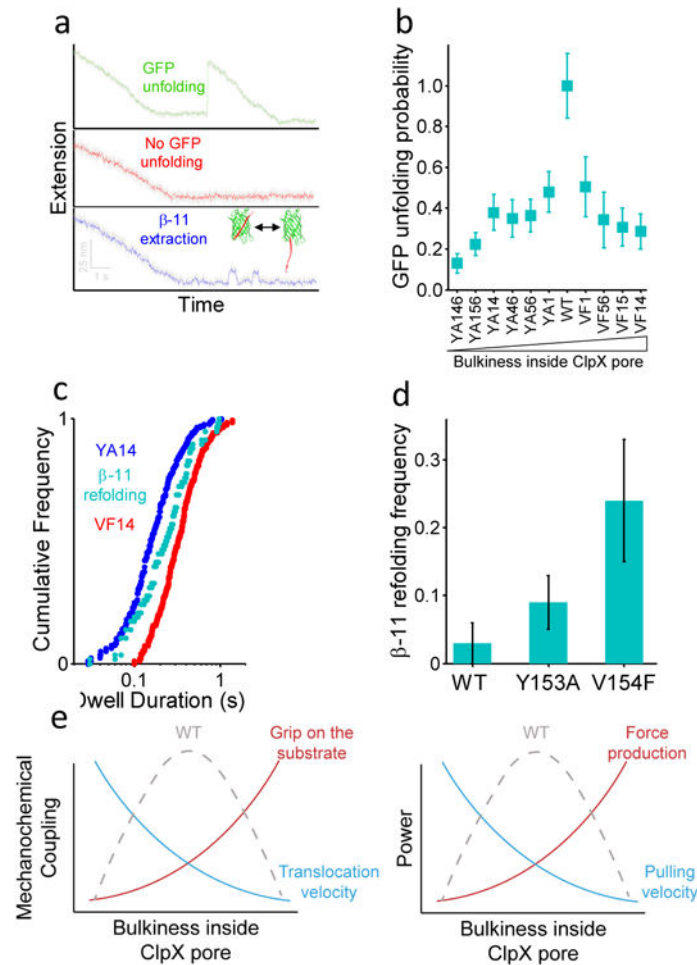 a
GFP
unfolding
No GFP
unfolding
β-11
extraction
25 nm
1 s
Extension
Time
b
GFP unfolding probability
1.0
0.8
0.6
0.4
0.2
0.0
YA146
YA156
YA14
YA46
YA56
YA1
WT
VF1
VF56
VF15
VF14
Bulkiness inside ClpX pore
c
Cumulative Frequency
1
0
YA14
β-11
refolding
VF14
0.1
1
Owell Duration (s)
d
β-11 refolding frequency
0.3
0.2
0.1
0
WT
Y153A
V154F
e
Mechanochemical
Coupling
WT
Grip on the
substrate
Translocation
velocity
Bulkiness inside
ClpX pore
Power
WT
Force
production
Pulling
velocity
Bulkiness inside
ClpX pore